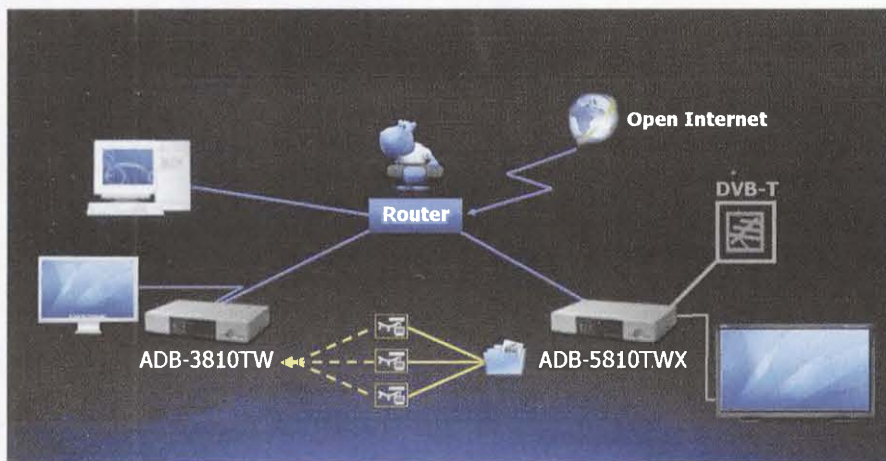 Open Internet
DVB-T
Router
ADB-3810TW
ADB-5810TWX